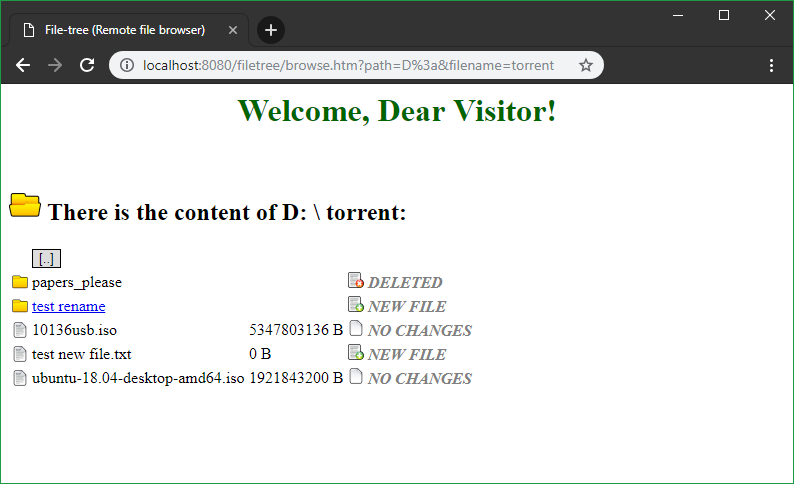 File-tree (Remote file browser)
localhost:8080/filetree/browse.htm?path=D%3a&filename=torrent
Welcome, Dear Visitor!
There is the content of D: \ torrent:
[..]
papers_please DELETED
test rename NEW FILE
10136usb.iso 5347803136 B NO CHANGES
test new file.txt 0 B NEW FILE
ubuntu-18.04-desktop-amd64.iso 1921843200 B NO CHANGES